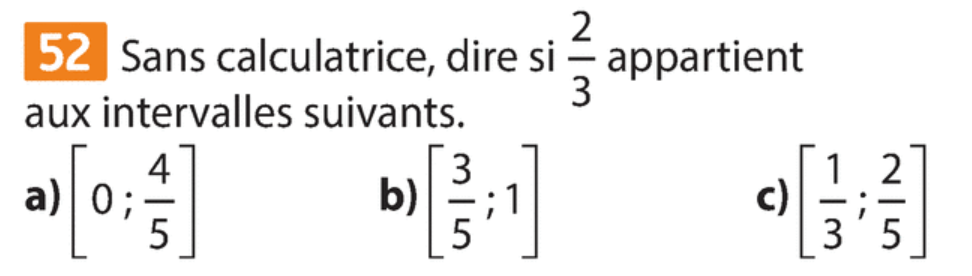 52 Sans calculatrice, dire si 2/3 appartient
aux intervalles suivants.
a) [0 ; 4/5] b) [3/5 ; 1] c) [1/3 ; 2/5]